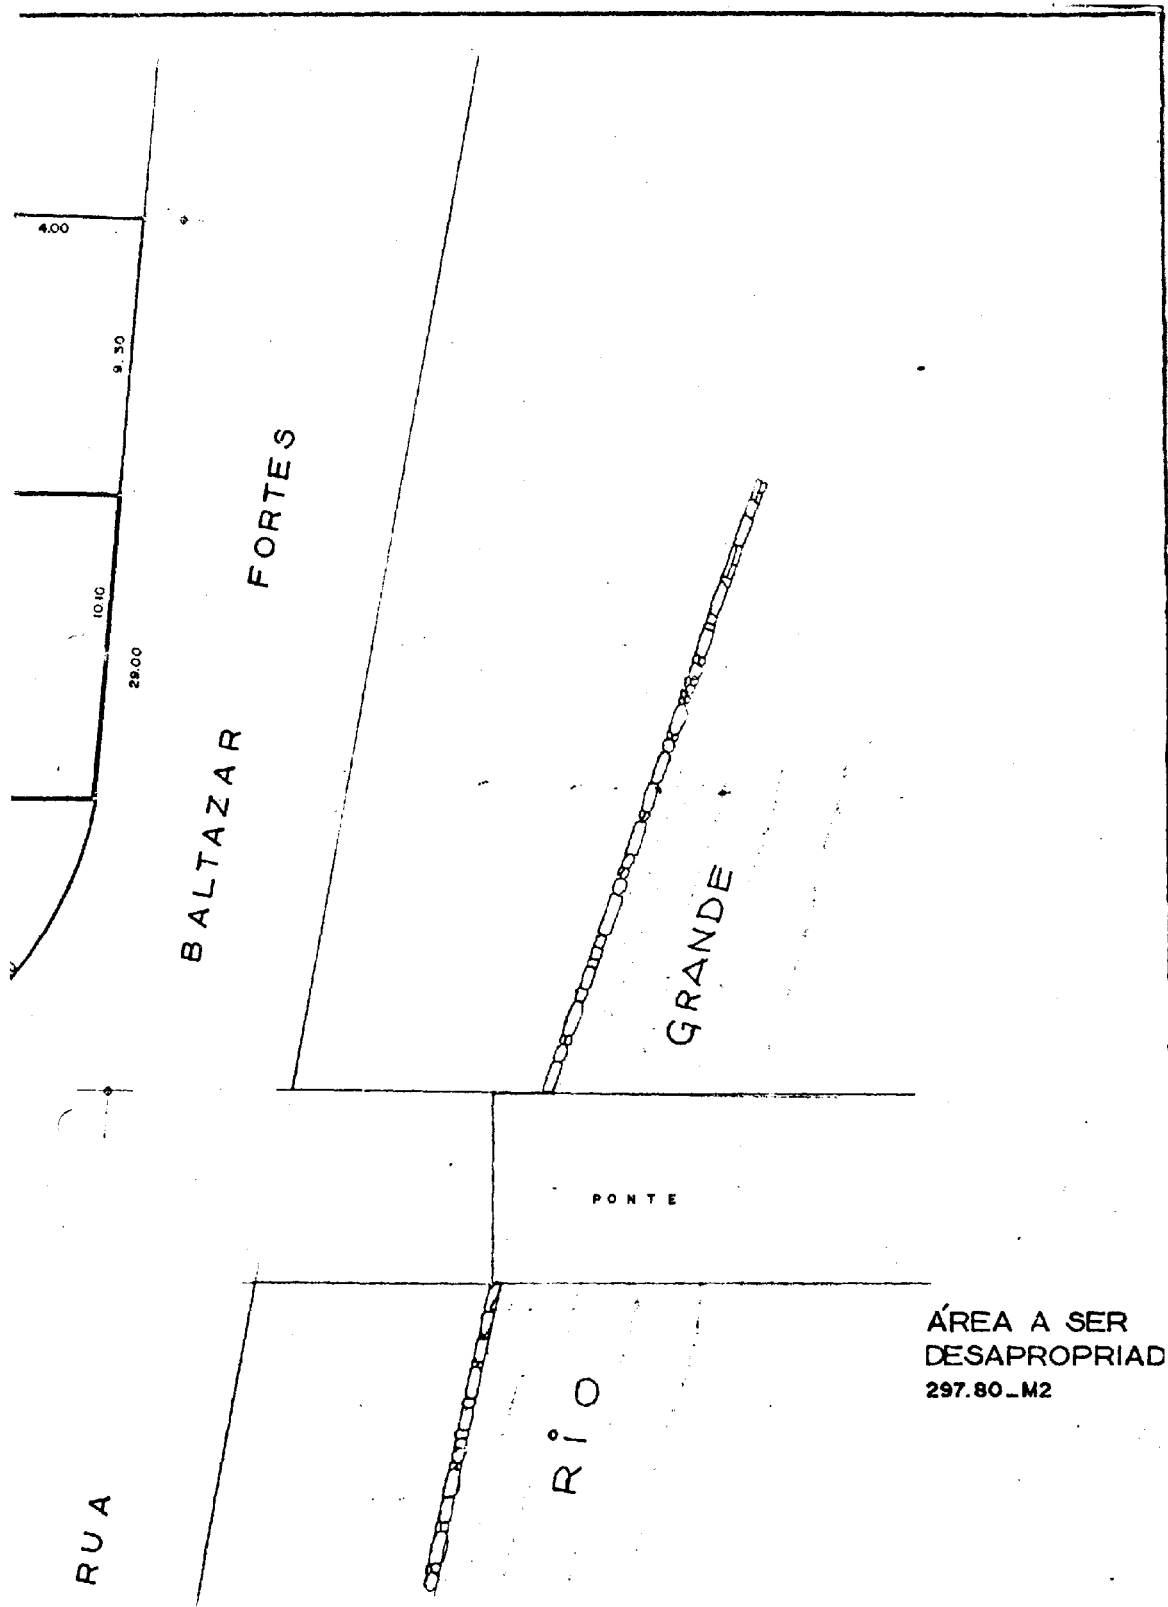 4.00
9.30
10.10
29.00
RUA BALTAZAR FORTES
RIO GRANDE
PONTE
ÁREA A SER
DESAPROPRIAD
297.80_M2